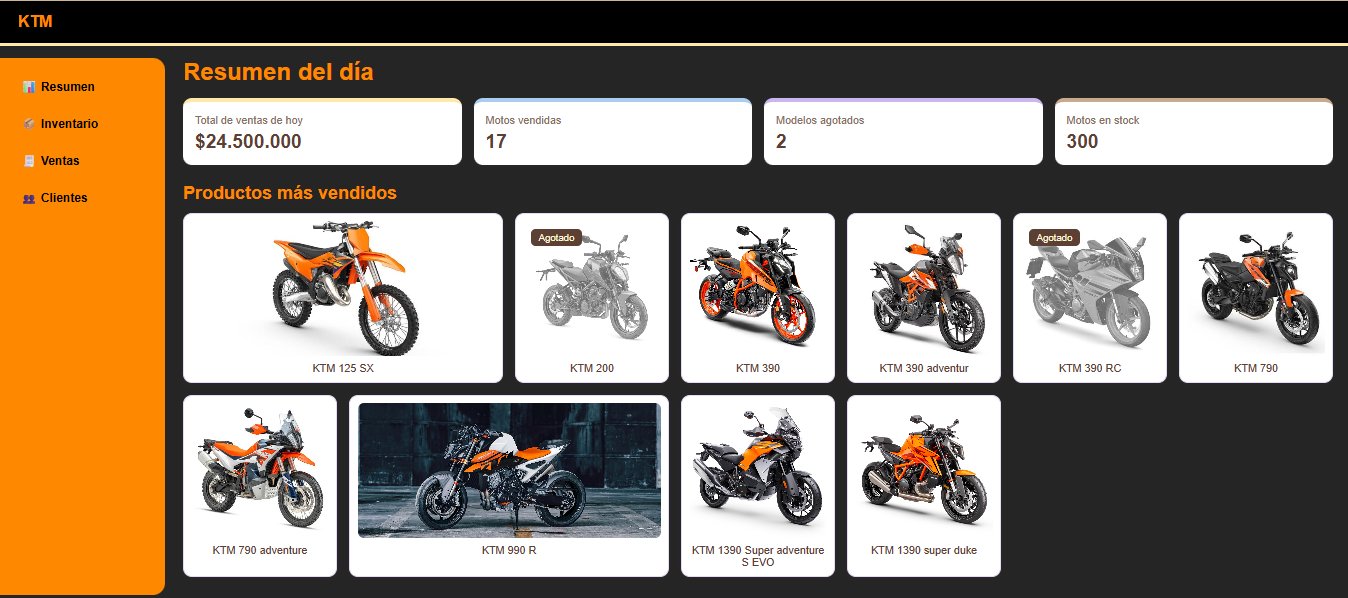 KTM
Resumen
Inventario
Ventas
Clientes
Resumen del día
Total de ventas de hoy
$24.500.000
Motos vendidas
17
Modelos agotados
2
Motos en stock
300
Productos más vendidos
KTM 125 SX
Agotado
KTM 200
KTM 390
KTM 390 adventur
Agotado
KTM 390 RC
KTM 790
KTM 790 adventure
KTM 990 R
KTM 1390 Super adventure
S EVO
KTM 1390 super duke